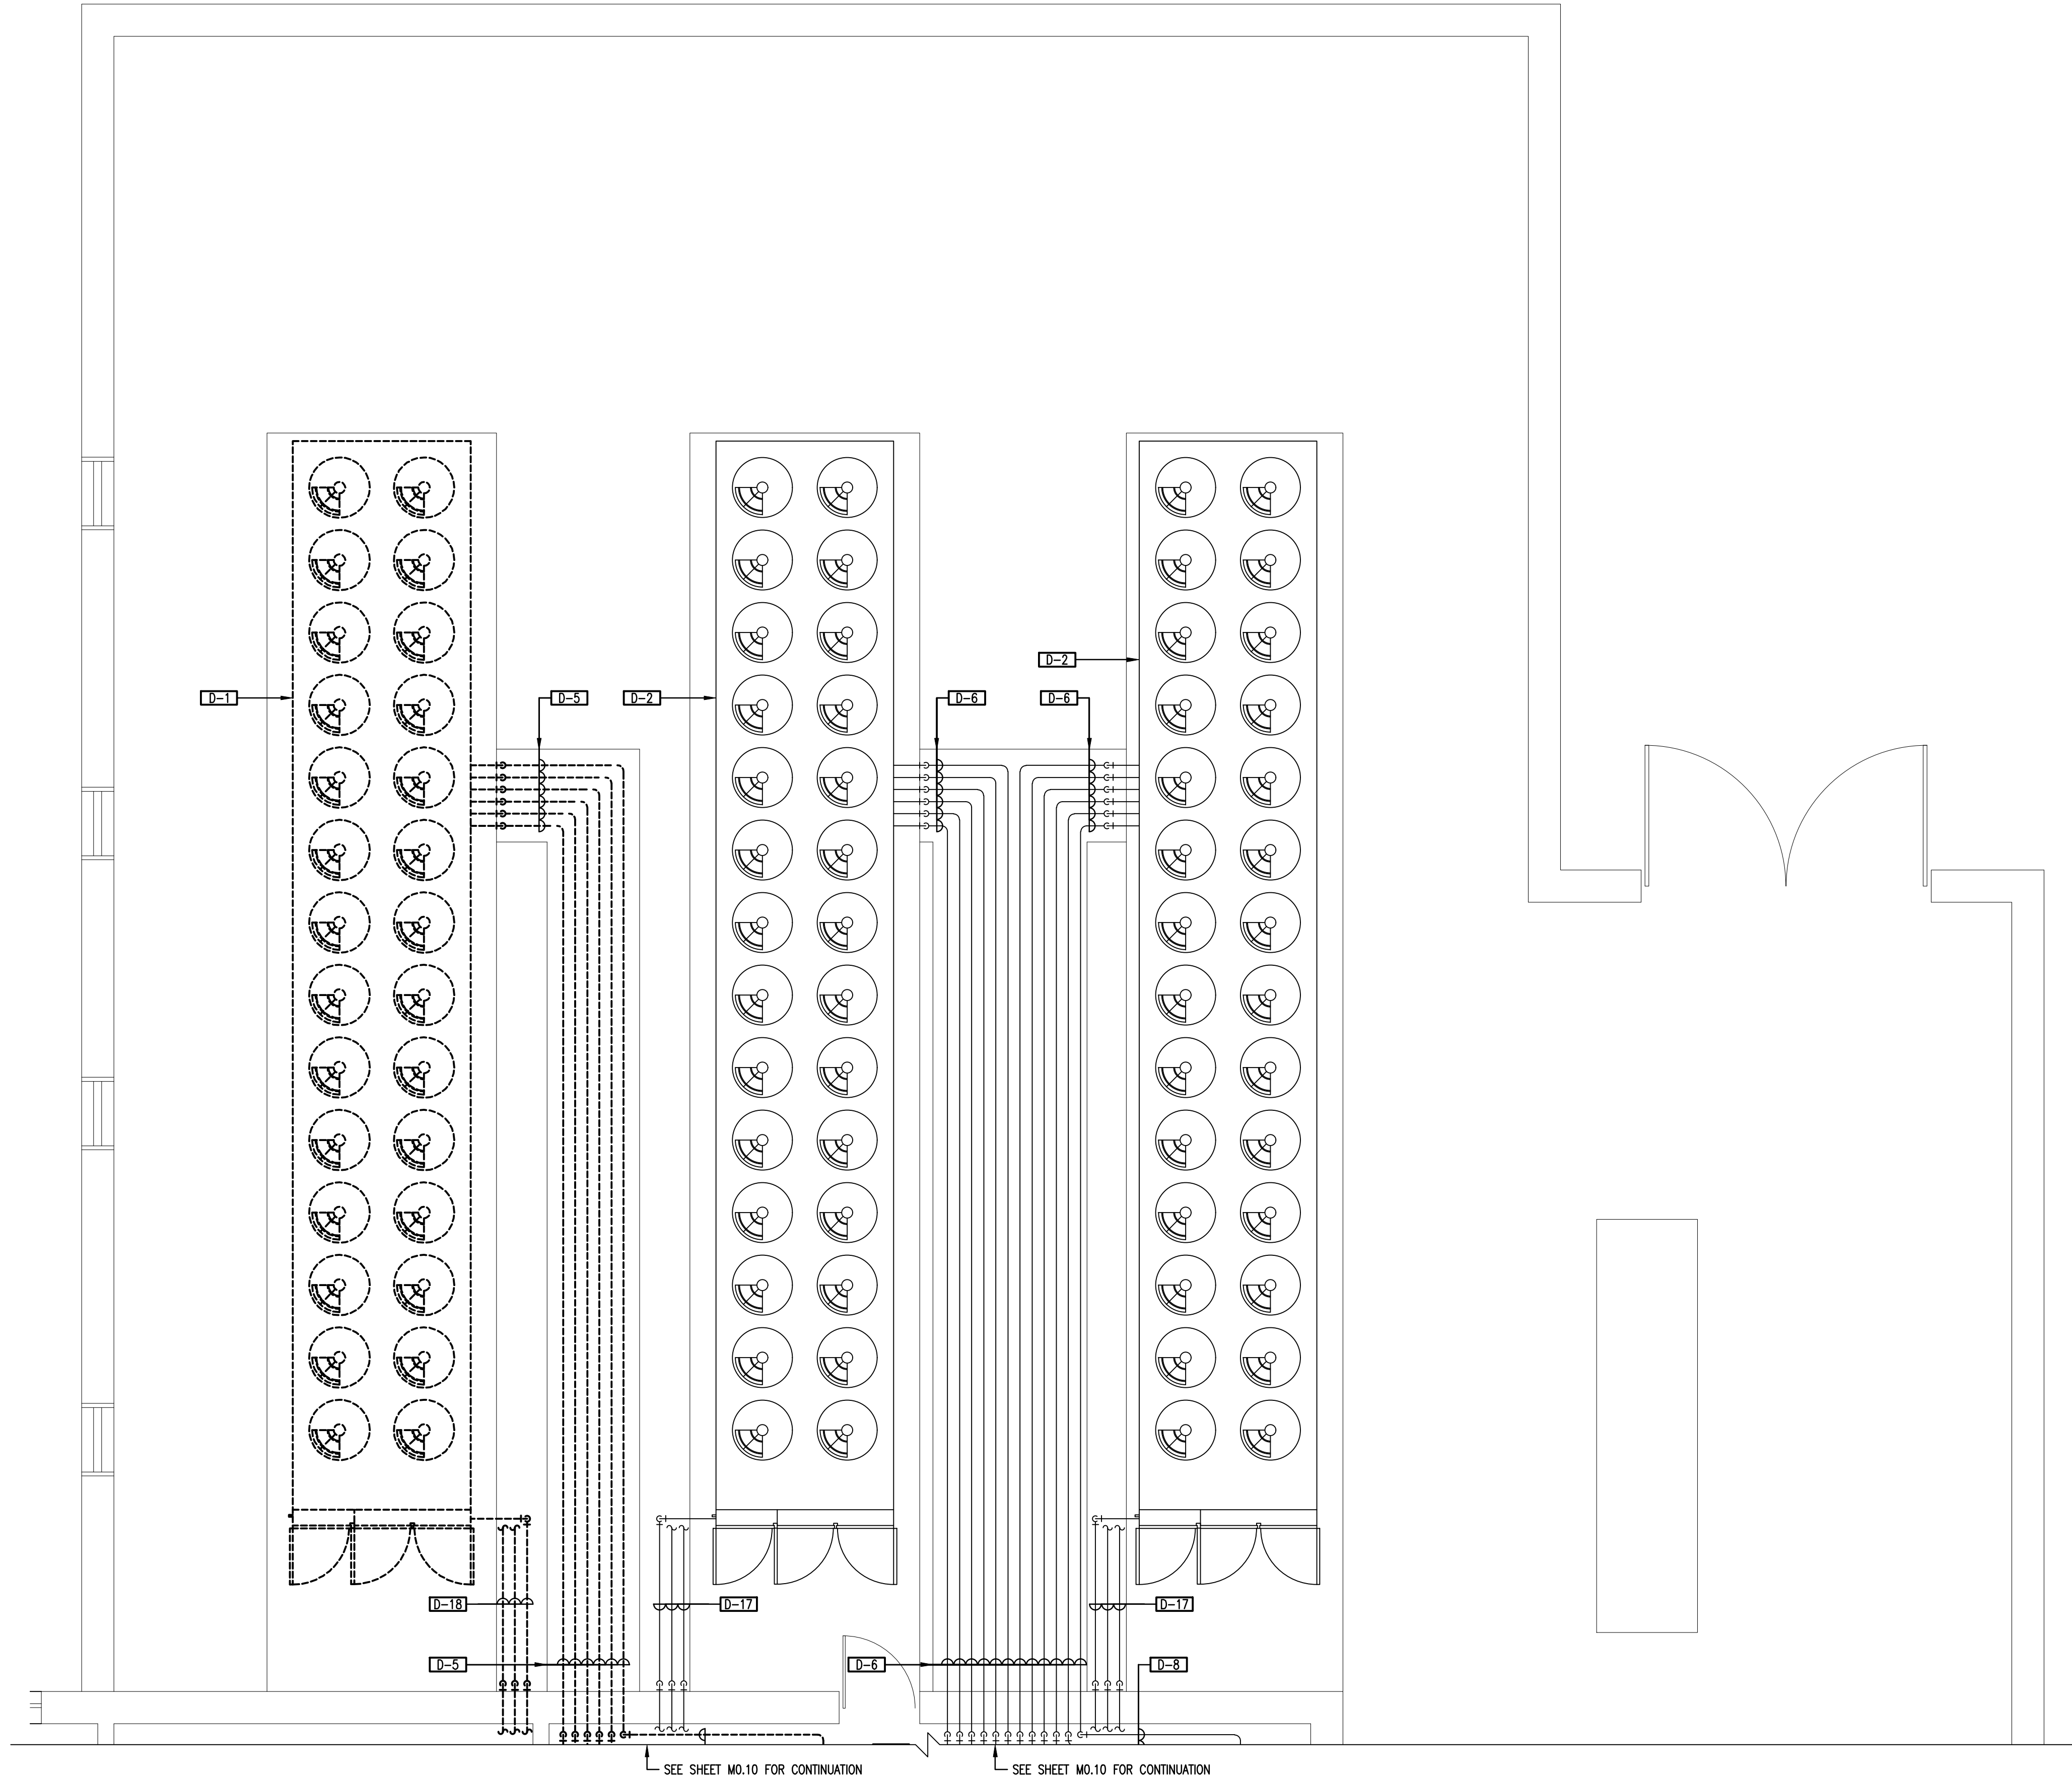 D-2
D-1
D-5
D-2
D-6
D-6
D-18
D-17
D-17
D-5
D-6
D-8
SEE SHEET M0.10 FOR CONTINUATION
SEE SHEET M0.10 FOR CONTINUATION